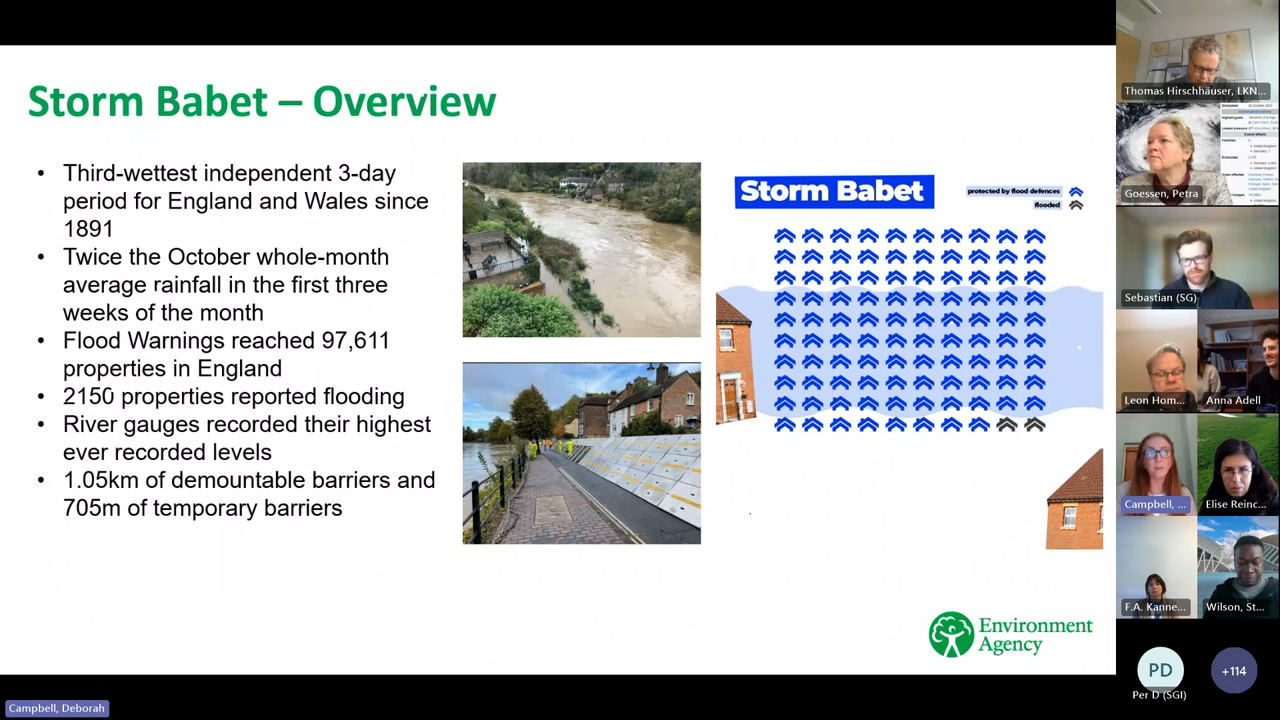 Storm Babet – Overview
• Third-wettest independent 3-day
period for England and Wales since
1891
• Twice the October whole-month
average rainfall in the first three
weeks of the month
• Flood Warnings reached 97,611
properties in England
• 2150 properties reported flooding
• River gauges recorded their highest
ever recorded levels
• 1.05km of demountable barriers and
705m of temporary barriers
Storm Babet
protected by flood defences
flooded
Environment
Agency
Campbell, Deborah
Thomas Hirschhäuser, LKN...
Goessen, Petra
Sebastian (SG)
Leon Hom...
Anna Adell
Campbell, ...
Elise Reinc...
F.A. Kanne...
Wilson, St...
PD
Per D (SGI)
+114